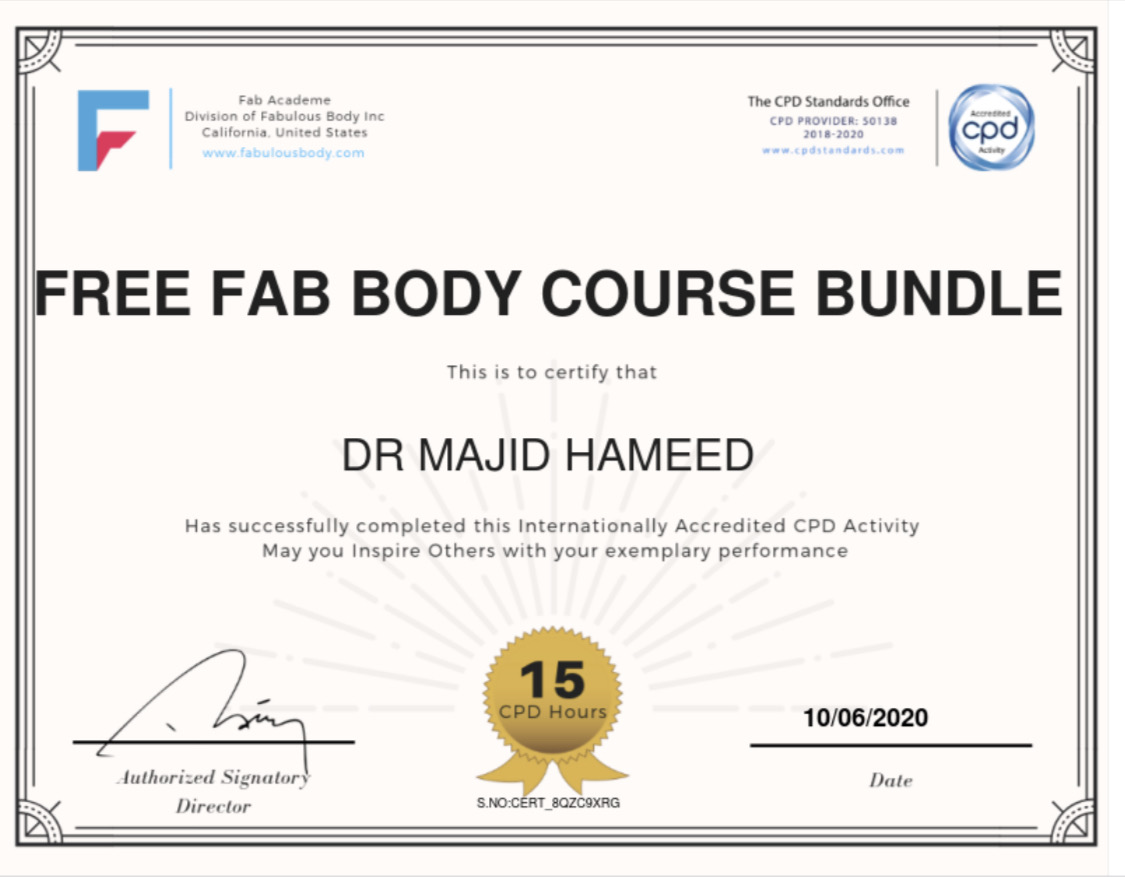 Fab Academe
Division of Fabulous Body Inc
California, United States
www.fabulousbody.com
The CPD Standards Office
CPD PROVIDER: 50138
2018-2020
www.cpdstandards.com
Accredited
cpd
Activity
FREE FAB BODY COURSE BUNDLE
This is to certify that
DR MAJID HAMEED
Has successfully completed this Internationally Accredited CPD Activity
May you Inspire Others with your exemplary performance
15
CPD Hours
10/06/2020
Authorized Signatory
Director
Date
S.NO:CERT_8QZC9XRG